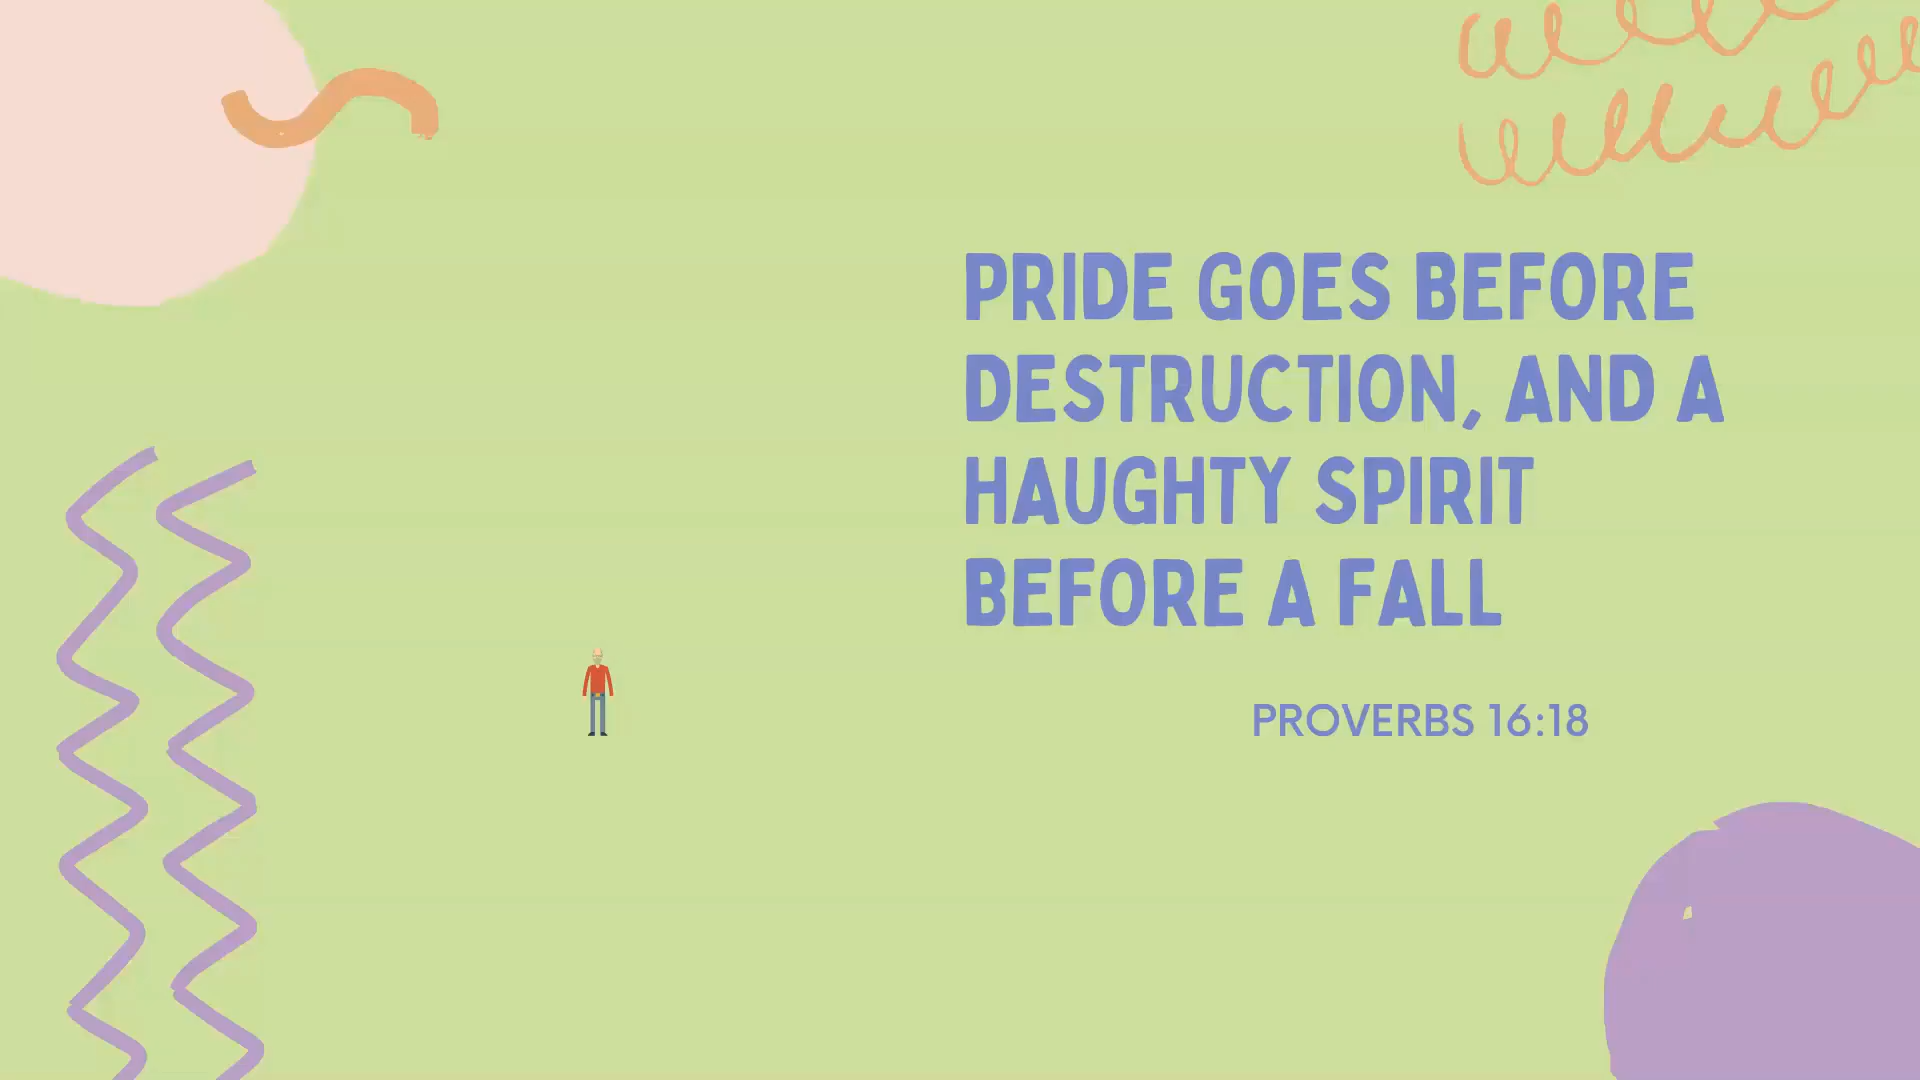 PRIDE GOES BEFORE
DESTRUCTION, AND A
HAUGHTY SPIRIT
BEFORE A FALL
PROVERBS 16:18